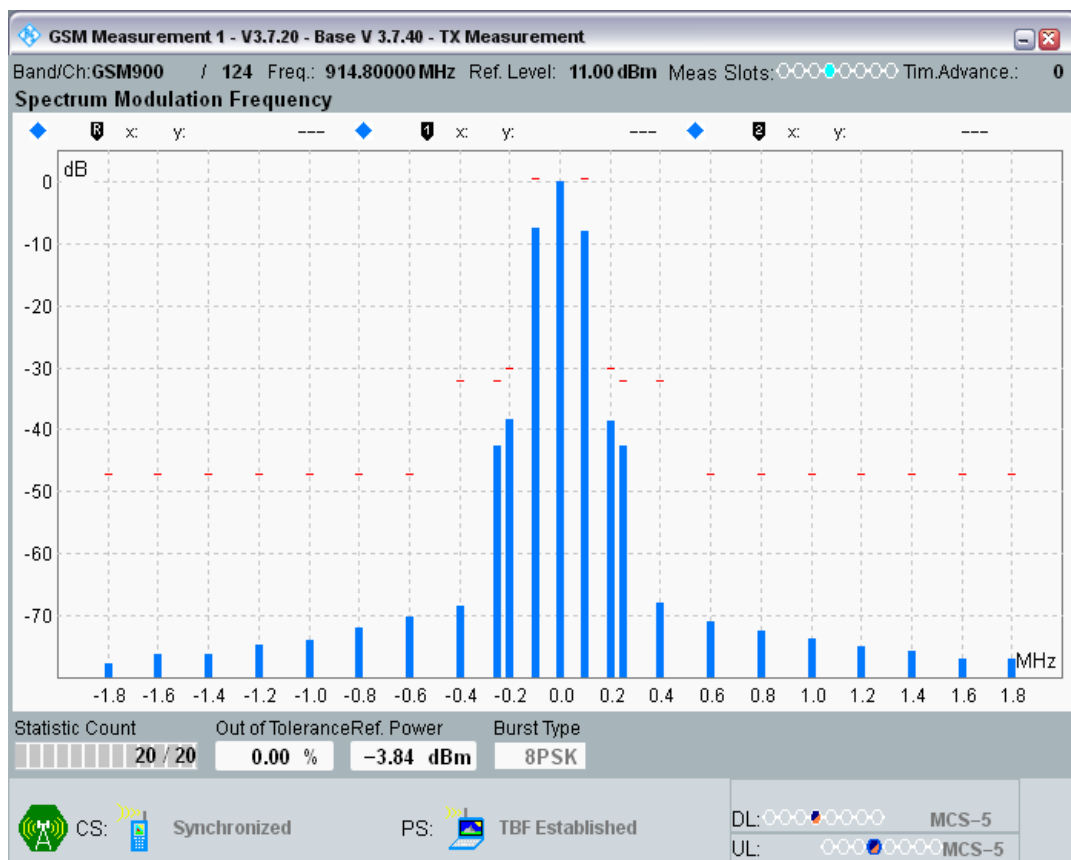 GSM Measurement 1 - V3.7.20 - Base V 3.7.40 - TX Measurement
Band/Ch:GSM900 / 124 Freq.: 914.80000 MHz Ref. Level: 11.00 dBm Meas Slots: Tim.Advance.: 0
Spectrum Modulation Frequency
R x: y: --- 1 x: y: --- 2 x: y: ---
dB
0
-10
-20
-30
-40
-50
-60
-70
MHz
-1.8 -1.6 -1.4 -1.2 -1.0 -0.8 -0.6 -0.4 -0.2 0.0 0.2 0.4 0.6 0.8 1.0 1.2 1.4 1.6 1.8
Statistic Count Out of Tolerance Ref. Power Burst Type
20 / 20 0.00 % −3.84 dBm 8PSK
CS: Synchronized PS: TBF Established DL: MCS−5
UL: MCS−5